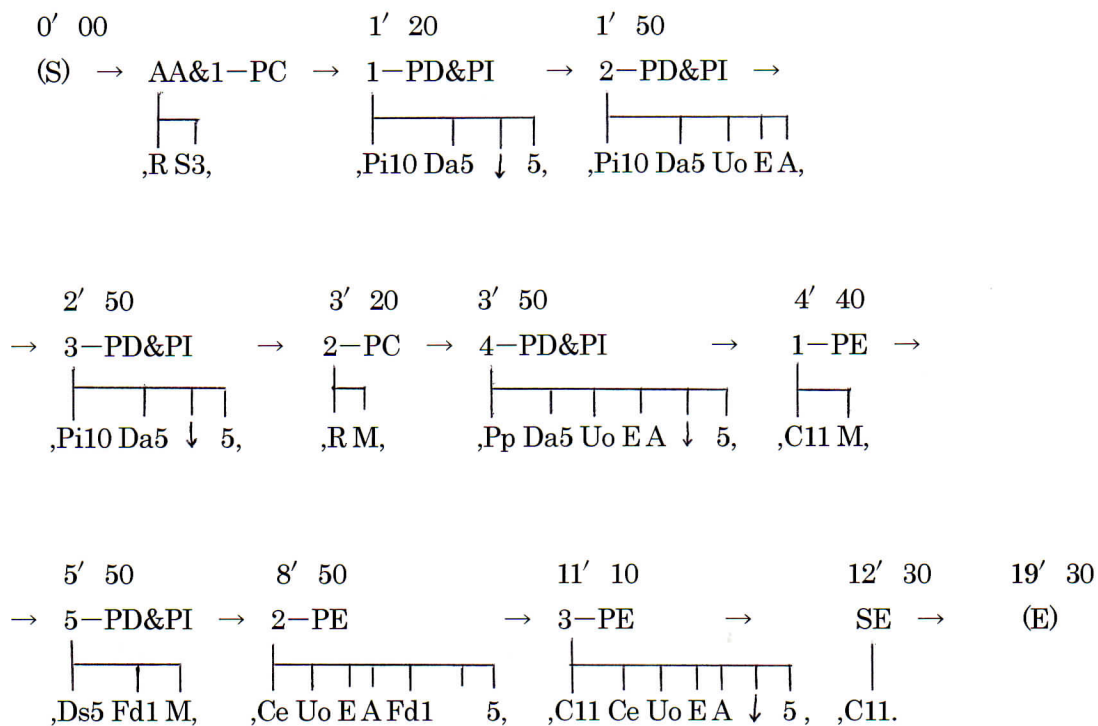 0′ 00 1′ 20 1′ 50
(S) → AA&1−PC → 1−PD&PI → 2−PD&PI →
,R S3, ,Pi10 Da5 ↓ 5, ,Pi10 Da5 Uo E A,
2′ 50 3′ 20 3′ 50 4′ 40
→ 3−PD&PI → 2−PC → 4−PD&PI → 1−PE →
,Pi10 Da5 ↓ 5, ,R M, ,Pp Da5 Uo E A ↓ 5, ,C11 M,
5′ 50 8′ 50 11′ 10 12′ 30 19′ 30
→ 5−PD&PI → 2−PE → 3−PE → SE → (E)
,Ds5 Fd1 M, ,Ce Uo E A Fd1 5, ,C11 Ce Uo E A ↓ 5, ,C11.